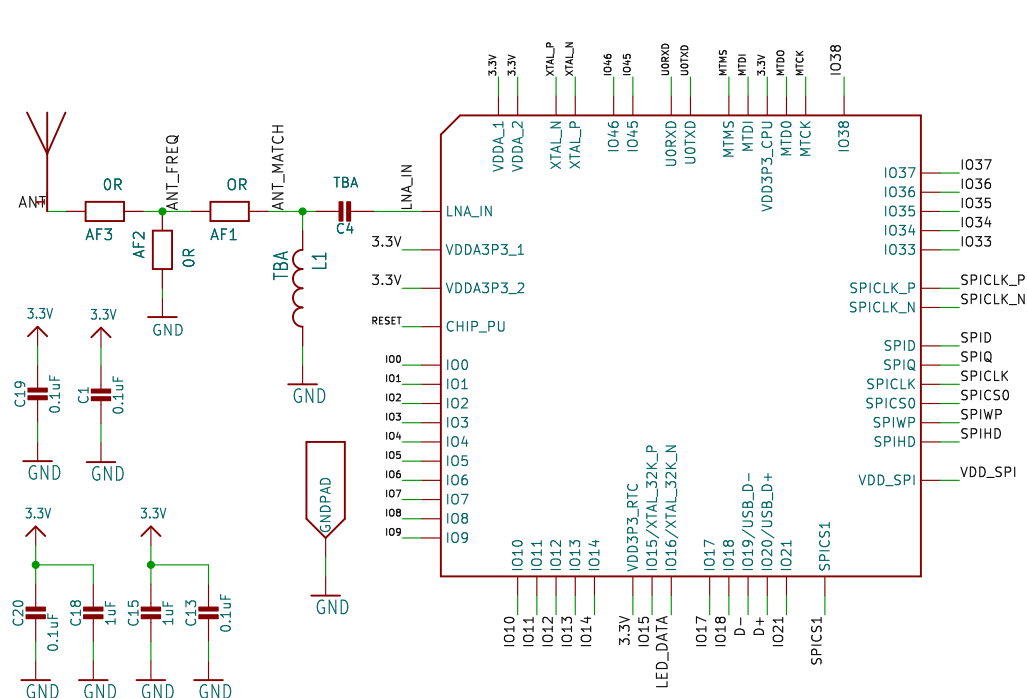 3.3V
3.3V
XTAL_P
XTAL_N
IO46
IO45
U0RXD
U0TXD
MTMS
MTDI
3.3V
MTDO
MTCK
IO38
VDDA_1
VDDA_2
XTAL_N
XTAL_P
IO46
IO45
U0RXD
U0TXD
MTMS
MTDI
VDD3P3_CPU
MTDO
MTCK
IO38
ANT
0R
AF3
ANT_FREQ
AF2
0R
GND
0R
AF1
ANT_MATCH
TBA
L1
GND
TBA
C4
LNA_IN
LNA_IN
3.3V
VDDA3P3_1
3.3V
VDDA3P3_2
RESET
CHIP_PU
IO0
IO0
IO1
IO1
IO2
IO2
IO3
IO3
IO4
IO4
IO5
IO5
IO6
IO6
IO7
IO7
IO8
IO8
IO9
IO9
IO37
IO37
IO36
IO36
IO35
IO35
IO34
IO34
IO33
IO33
SPICLK_P
SPICLK_P
SPICLK_N
SPICLK_N
SPID
SPID
SPIQ
SPIQ
SPICLK
SPICLK
SPICS0
SPICS0
SPIWP
SPIWP
SPIHD
SPIHD
VDD_SPI
VDD_SPI
3.3V
C19
0.1uF
GND
3.3V
C1
0.1uF
GND
GNDPAD
GND
3.3V
C20
0.1uF
GND
C18
1uF
GND
3.3V
C15
1uF
GND
C13
0.1uF
GND
IO10
IO11
IO12
IO13
IO14
VDD3P3_RTC
IO15/XTAL_32K_P
IO16/XTAL_32K_N
IO17
IO18
IO19/USB_D-
IO20/USB_D+
IO21
SPICS1
IO10
IO11
IO12
IO13
IO14
3.3V
IO15
LED_DATA
IO17
IO18
D-
D+
IO21
SPICS1